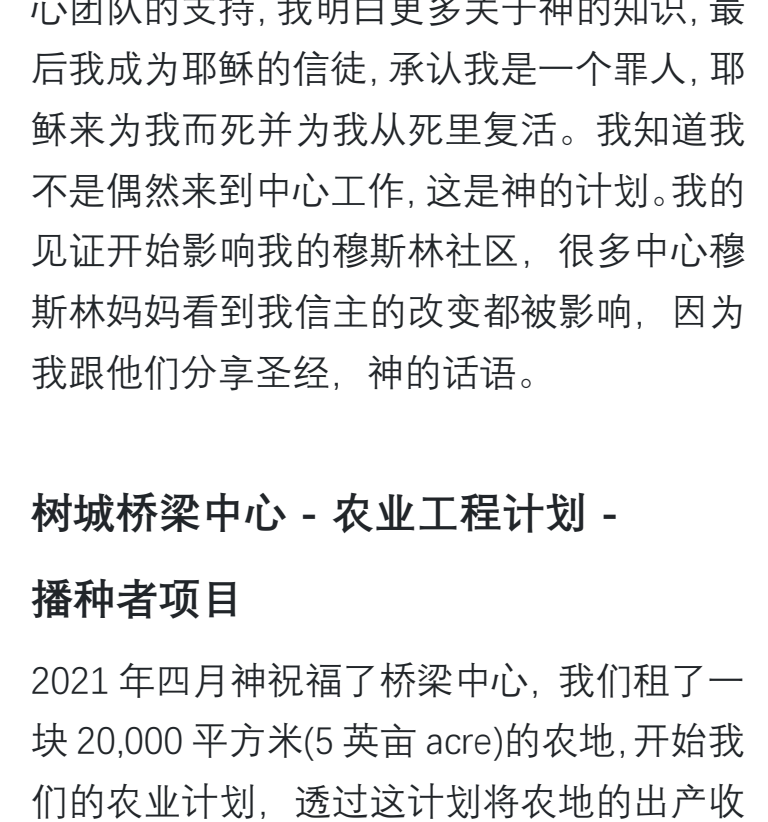 心团队的支持, 我明白更多关于神的知识, 最
后我成为耶稣的信徒, 承认我是一个罪人, 耶
稣来为我而死并为我从死里复活。我知道我
不是偶然来到中心工作, 这是神的计划。我的
见证开始影响我的穆斯林社区，很多中心穆
斯林妈妈看到我信主的改变都被影响，因为
我跟他们分享圣经，神的话语。
树城桥梁中心 - 农业工程计划 -
播种者项目
2021 年四月神祝福了桥梁中心，我们租了一
块 20,000 平方米(5 英亩 acre)的农地, 开始我
们的农业计划，透过这计划将农地的出产收